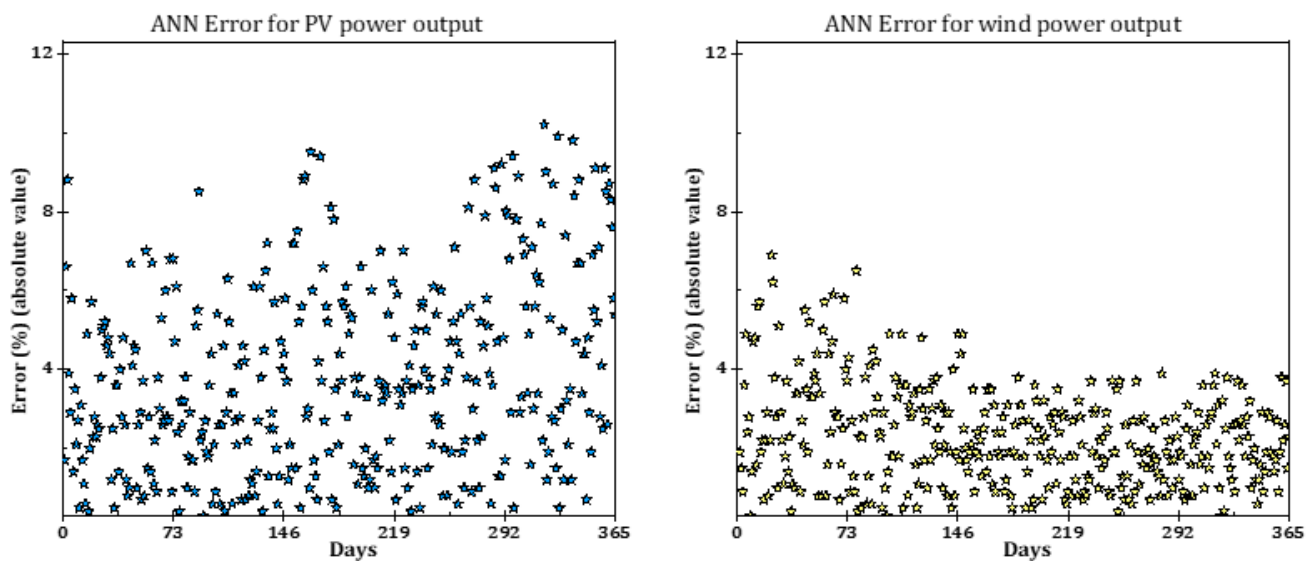 ANN Error for PV power output
12
8
4
0 73 146 219 292 365
Days
Error (%) (absolute value)
ANN Error for wind power output
12
8
4
0 73 146 219 292 365
Days
Error (%) (absolute value)